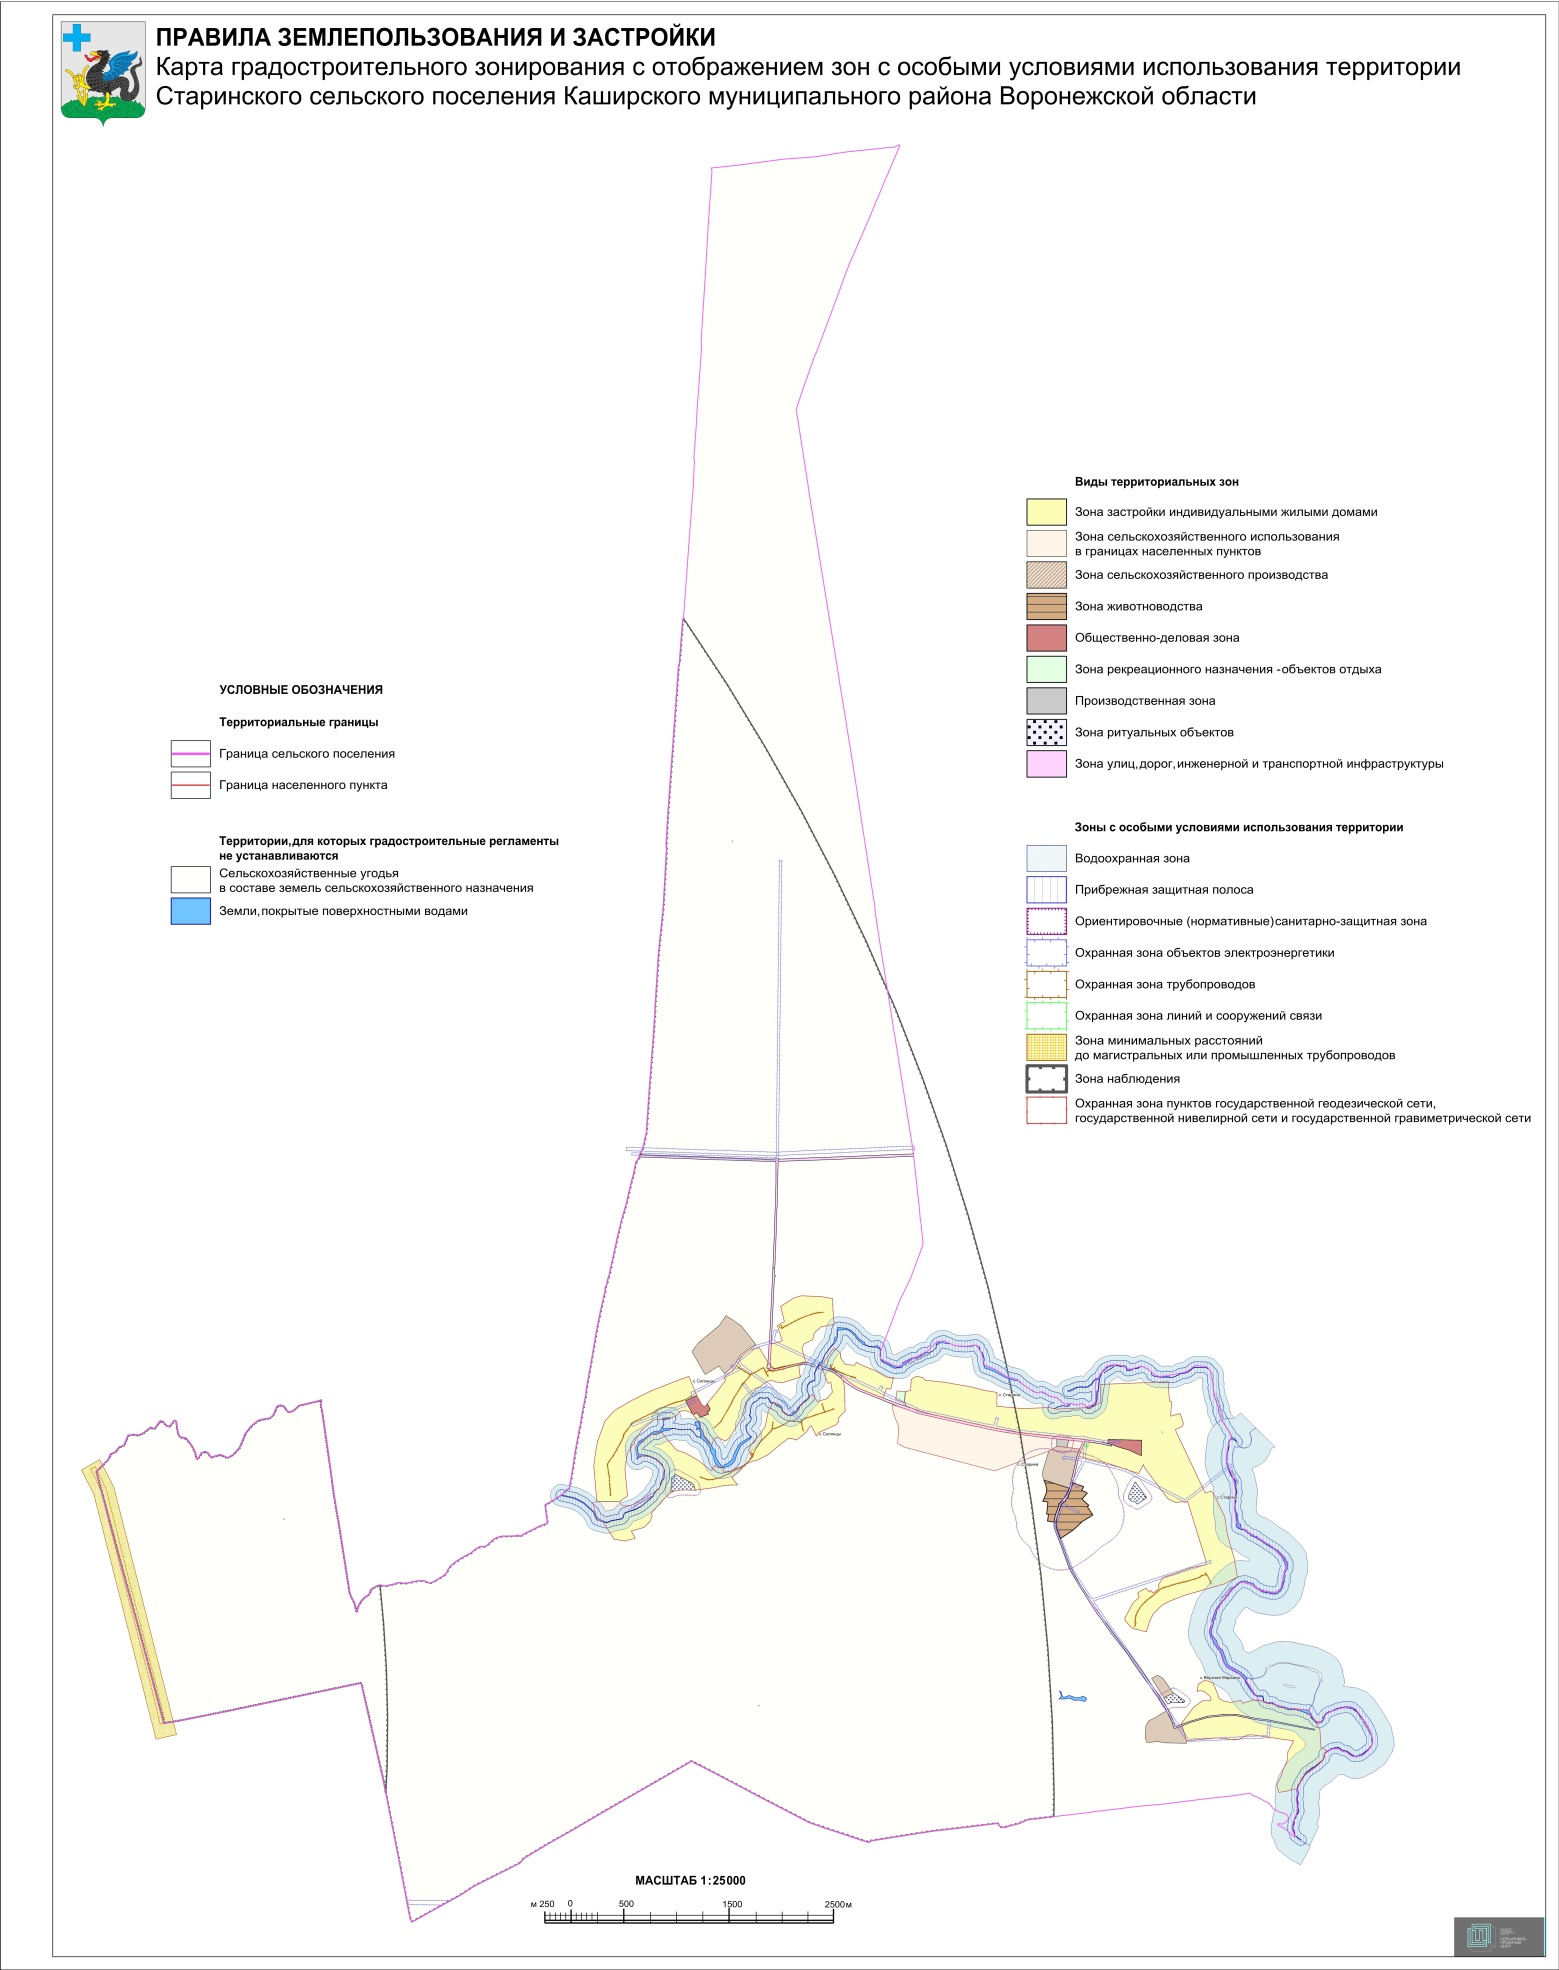 ПРАВИЛА ЗЕМЛЕПОЛЬЗОВАНИЯ И ЗАСТРОЙКИ
Карта градостроительного зонирования с отображением зон с особыми условиями использования территории
Старинского сельского поселения Каширского муниципального района Воронежской области
Виды территориальных зон
Зона застройки индивидуальными жилыми домами
Зона сельскохозяйственного использования
в границах населенных пунктов
Зона сельскохозяйственного производства
Зона животноводства
Общественно-деловая зона
Зона рекреационного назначения - объектов отдыха
Производственная зона
Зона ритуальных объектов
Зона улиц, дорог, инженерной и транспортной инфраструктуры
УСЛОВНЫЕ ОБОЗНАЧЕНИЯ
Территориальные границы
Граница сельского поселения
Граница населенного пункта
Территории, для которых градостроительные регламенты
не устанавливаются
Сельскохозяйственные угодья
в составе земель сельскохозяйственного назначения
Земли, покрытые поверхностными водами
Зоны с особыми условиями использования территории
Водоохранная зона
Прибрежная защитная полоса
Ориентировочные (нормативные) санитарно-защитная зона
Охранная зона объектов электроэнергетики
Охранная зона трубопроводов
Охранная зона линий и сооружений связи
Зона минимальных расстояний
до магистральных или промышленных трубопроводов
Зона наблюдения
Охранная зона пунктов государственной геодезической сети,
государственной нивелирной сети и государственной гравиметрической сети
с. Солонцы
с. Старина
с. Солонцы
с. Старина
с. Старина
МАСШТАБ 1:25000
м 250 0 500 1500 2500м